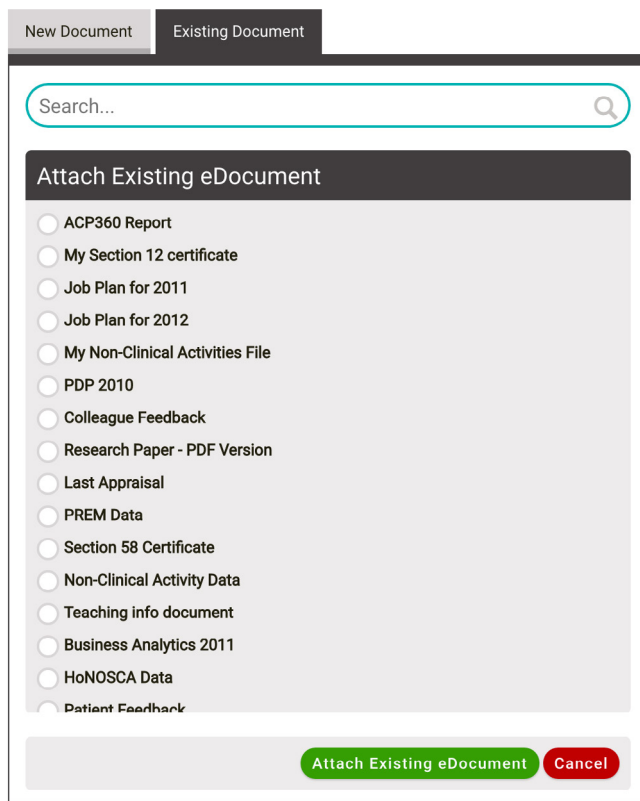 New Document
Existing Document
Search...
Attach Existing eDocument
ACP360 Report
My Section 12 certificate
Job Plan for 2011
Job Plan for 2012
My Non-Clinical Activities File
PDP 2010
Colleague Feedback
Research Paper - PDF Version
Last Appraisal
PREM Data
Section 58 Certificate
Non-Clinical Activity Data
Teaching info document
Business Analytics 2011
HoNOSCA Data
Patient Feedback
Attach Existing eDocument
Cancel